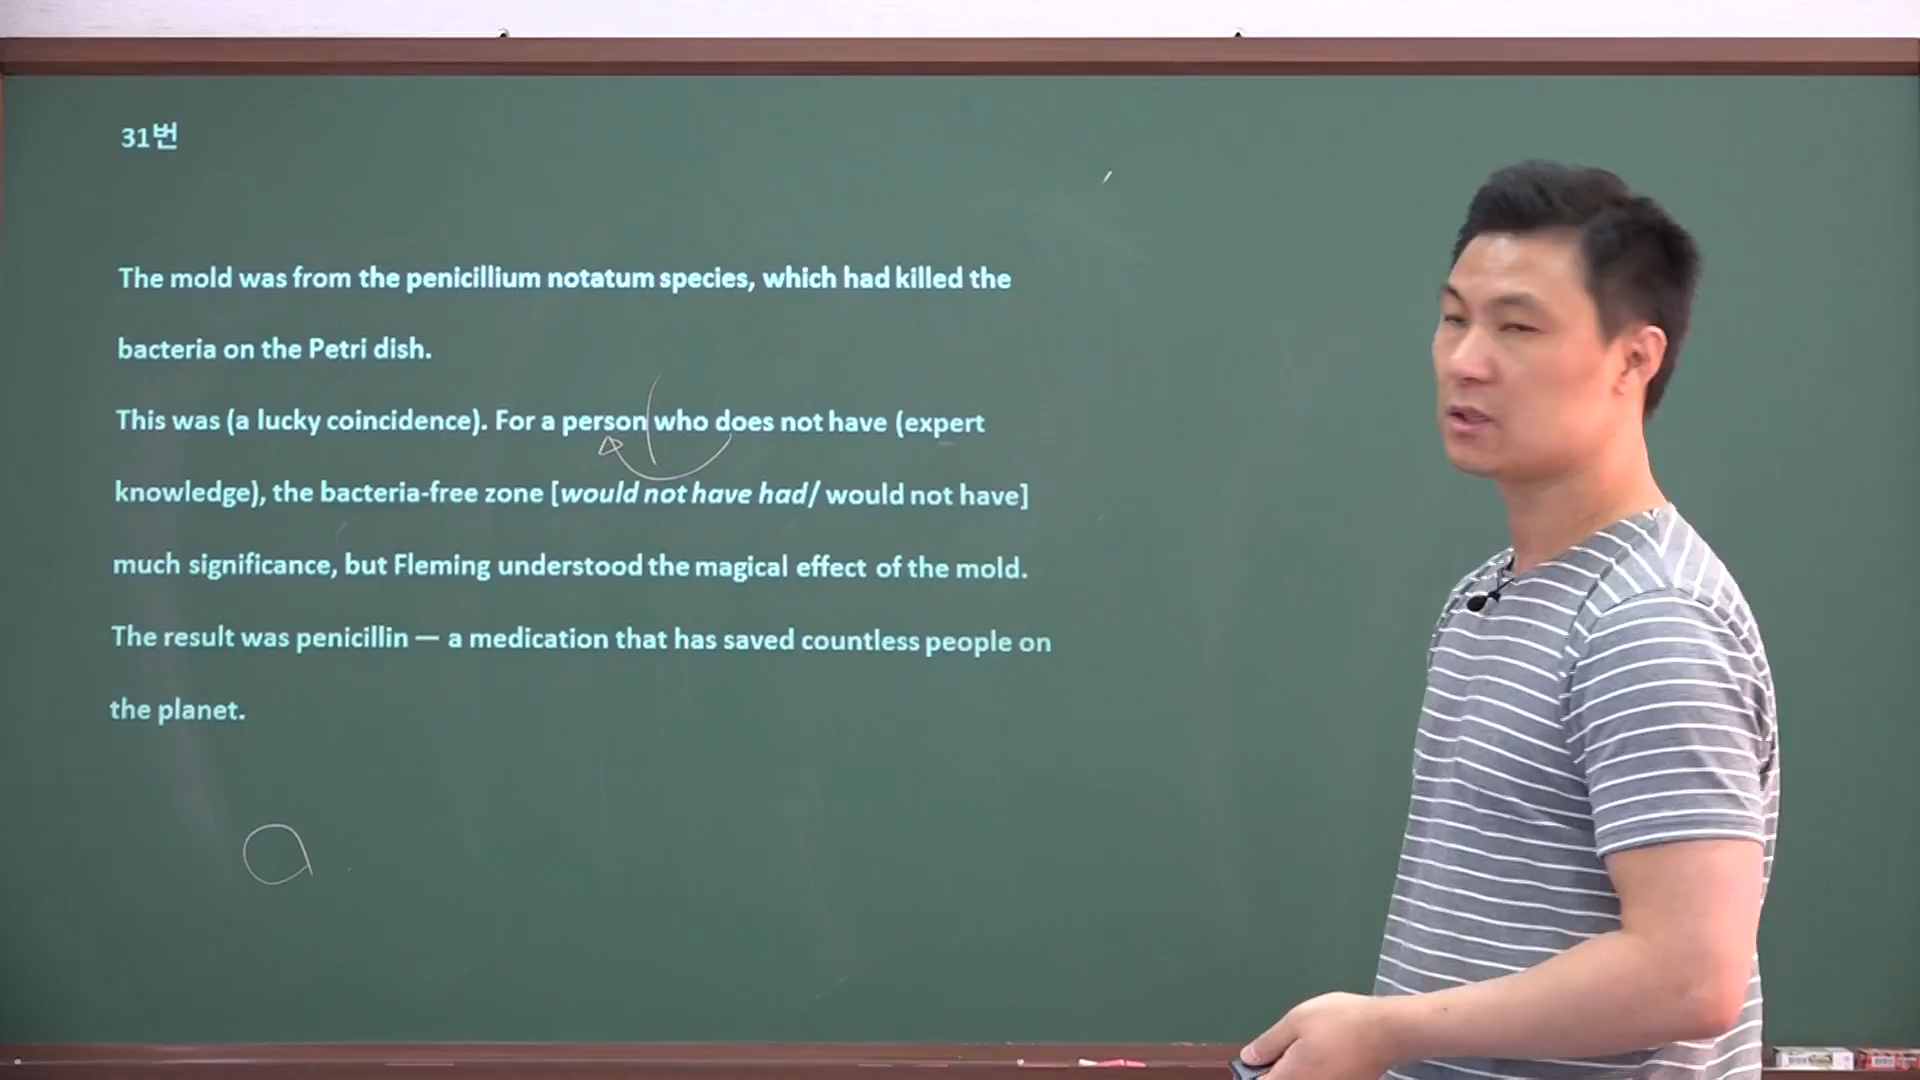 31번
The mold was from the penicillium notatum species, which had killed the
bacteria on the Petri dish.
This was (a lucky coincidence). For a person who does not have (expert
knowledge), the bacteria-free zone [would not have had/ would not have]
much significance, but Fleming understood the magical effect of the mold.
The result was penicillin — a medication that has saved countless people on
the planet.